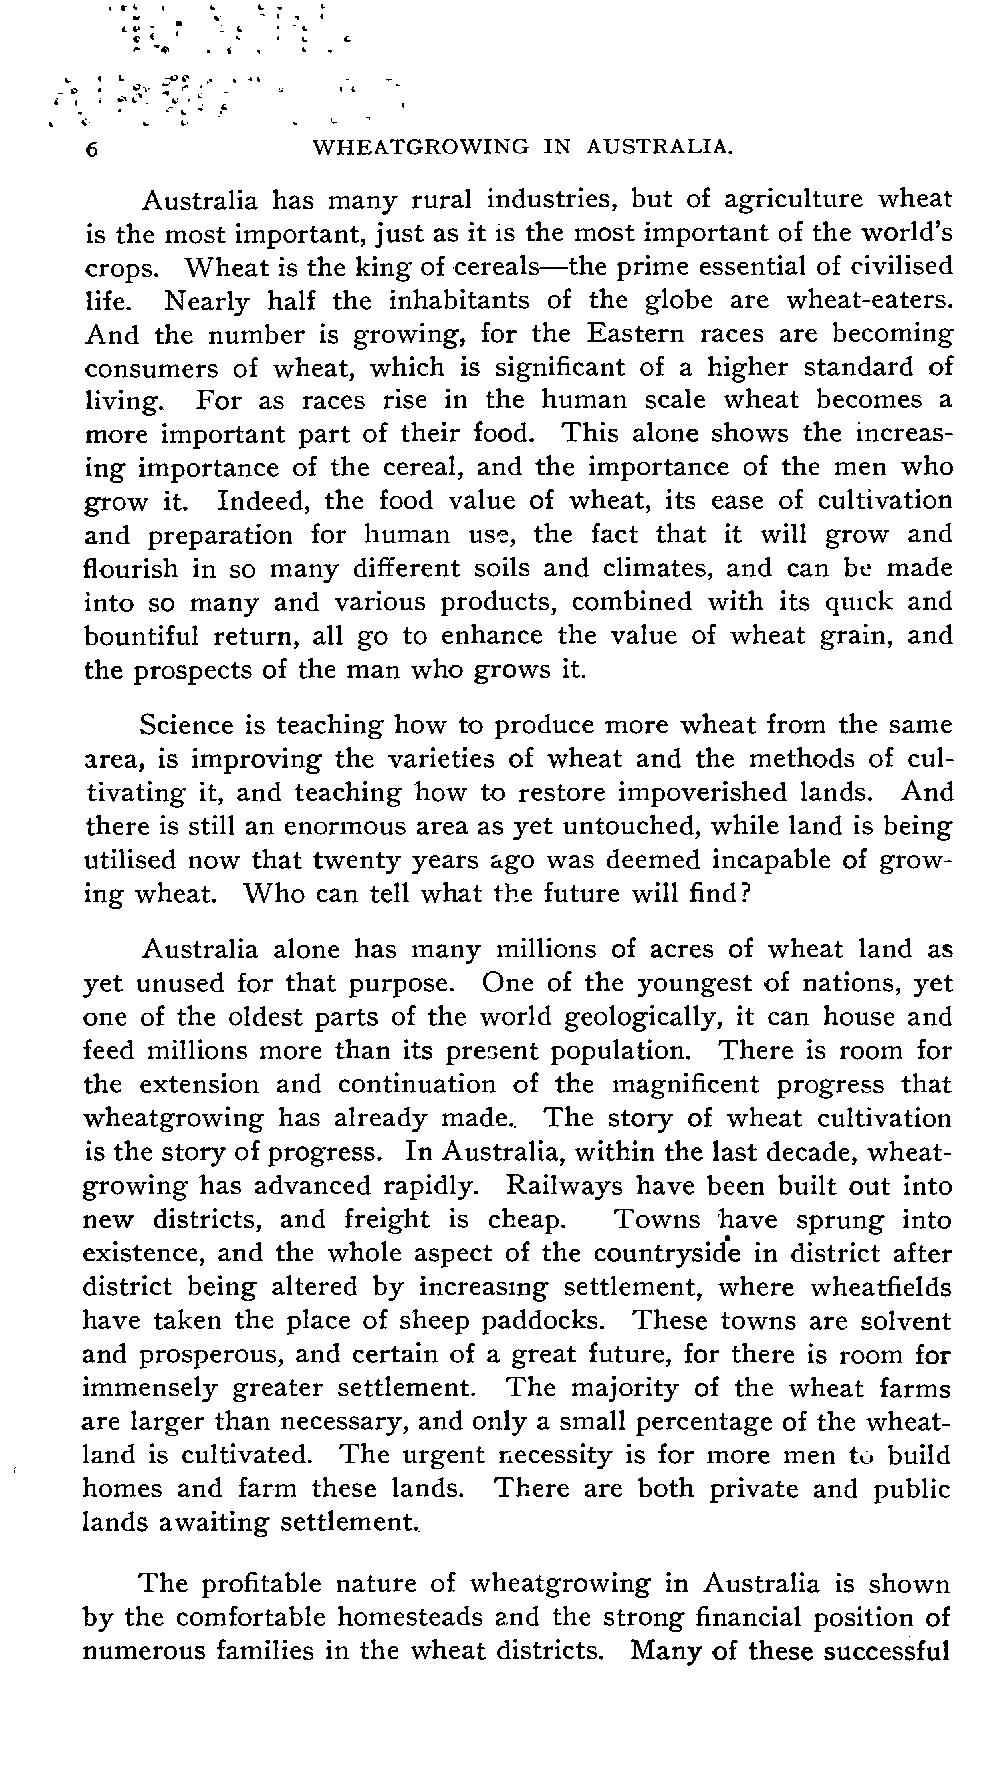 6 WHEATGROWING IN AUSTRALIA.
Australia has many rural industries, but of agriculture wheat
is the most important, just as it is the most important of the world's
crops. Wheat is the king of cereals—the prime essential of civilised
life. Nearly half the inhabitants of the globe are wheat-eaters.
And the number is growing, for the Eastern races are becoming
consumers of wheat, which is significant of a higher standard of
living. For as races rise in the human scale wheat becomes a
more important part of their food. This alone shows the increas-
ing importance of the cereal, and the importance of the men who
grow it. Indeed, the food value of wheat, its ease of cultivation
and preparation for human use, the fact that it will grow and
flourish in so many different soils and climates, and can be made
into so many and various products, combined with its quick and
bountiful return, all go to enhance the value of wheat grain, and
the prospects of the man who grows it.
Science is teaching how to produce more wheat from the same
area, is improving the varieties of wheat and the methods of cul-
tivating it, and teaching how to restore impoverished lands. And
there is still an enormous area as yet untouched, while land is being
utilised now that twenty years ago was deemed incapable of grow-
ing wheat. Who can tell what the future will find?
Australia alone has many millions of acres of wheat land as
yet unused for that purpose. One of the youngest of nations, yet
one of the oldest parts of the world geologically, it can house and
feed millions more than its present population. There is room for
the extension and continuation of the magnificent progress that
wheatgrowing has already made. The story of wheat cultivation
is the story of progress. In Australia, within the last decade, wheat-
growing has advanced rapidly. Railways have been built out into
new districts, and freight is cheap. Towns have sprung into
existence, and the whole aspect of the countryside in district after
district being altered by increasing settlement, where wheatfields
have taken the place of sheep paddocks. These towns are solvent
and prosperous, and certain of a great future, for there is room for
immensely greater settlement. The majority of the wheat farms
are larger than necessary, and only a small percentage of the wheat-
land is cultivated. The urgent necessity is for more men to build
homes and farm these lands. There are both private and public
lands awaiting settlement.
The profitable nature of wheatgrowing in Australia is shown
by the comfortable homesteads and the strong financial position of
numerous families in the wheat districts. Many of these successful